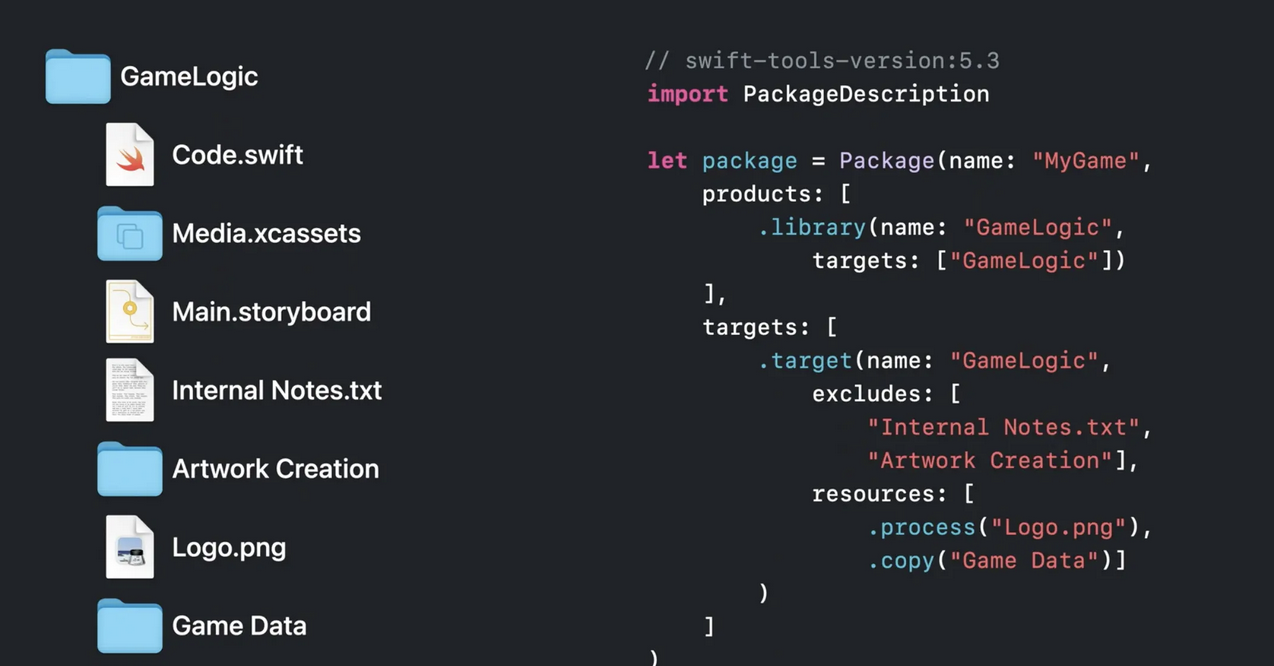 GameLogic
Code.swift
Media.xcassets
Main.storyboard
Internal Notes.txt
Artwork Creation
Logo.png
Game Data
// swift-tools-version:5.3
import PackageDescription
let package = Package(name: "MyGame",
products: [
.library(name: "GameLogic",
targets: ["GameLogic"])
],
targets: [
.target(name: "GameLogic",
excludes: [
"Internal Notes.txt",
"Artwork Creation"],
resources: [
.process("Logo.png"),
.copy("Game Data")]
)
]
)